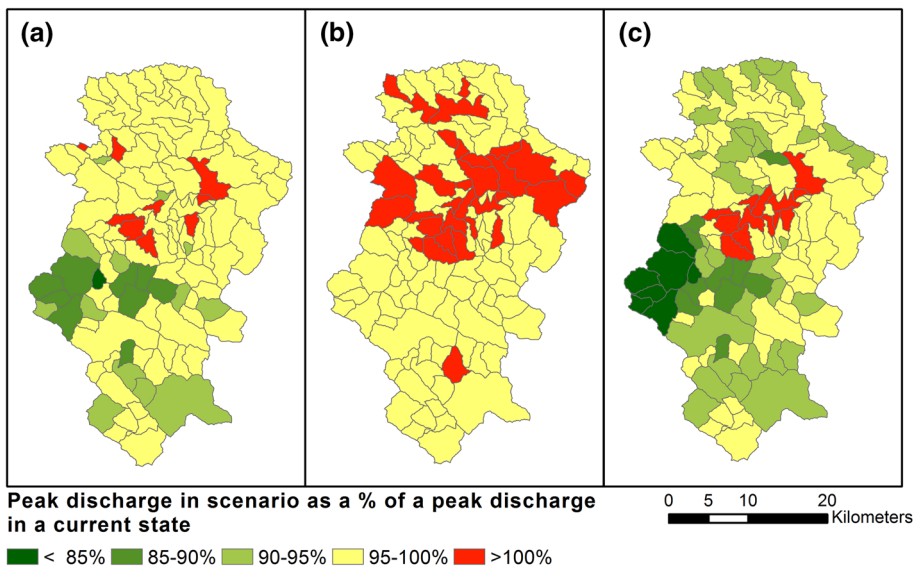 (a) (b) (c)
Peak discharge in scenario as a % of a peak discharge
in a current state
0 5 10 20
Kilometers
< 85% 85-90% 90-95% 95-100% >100%